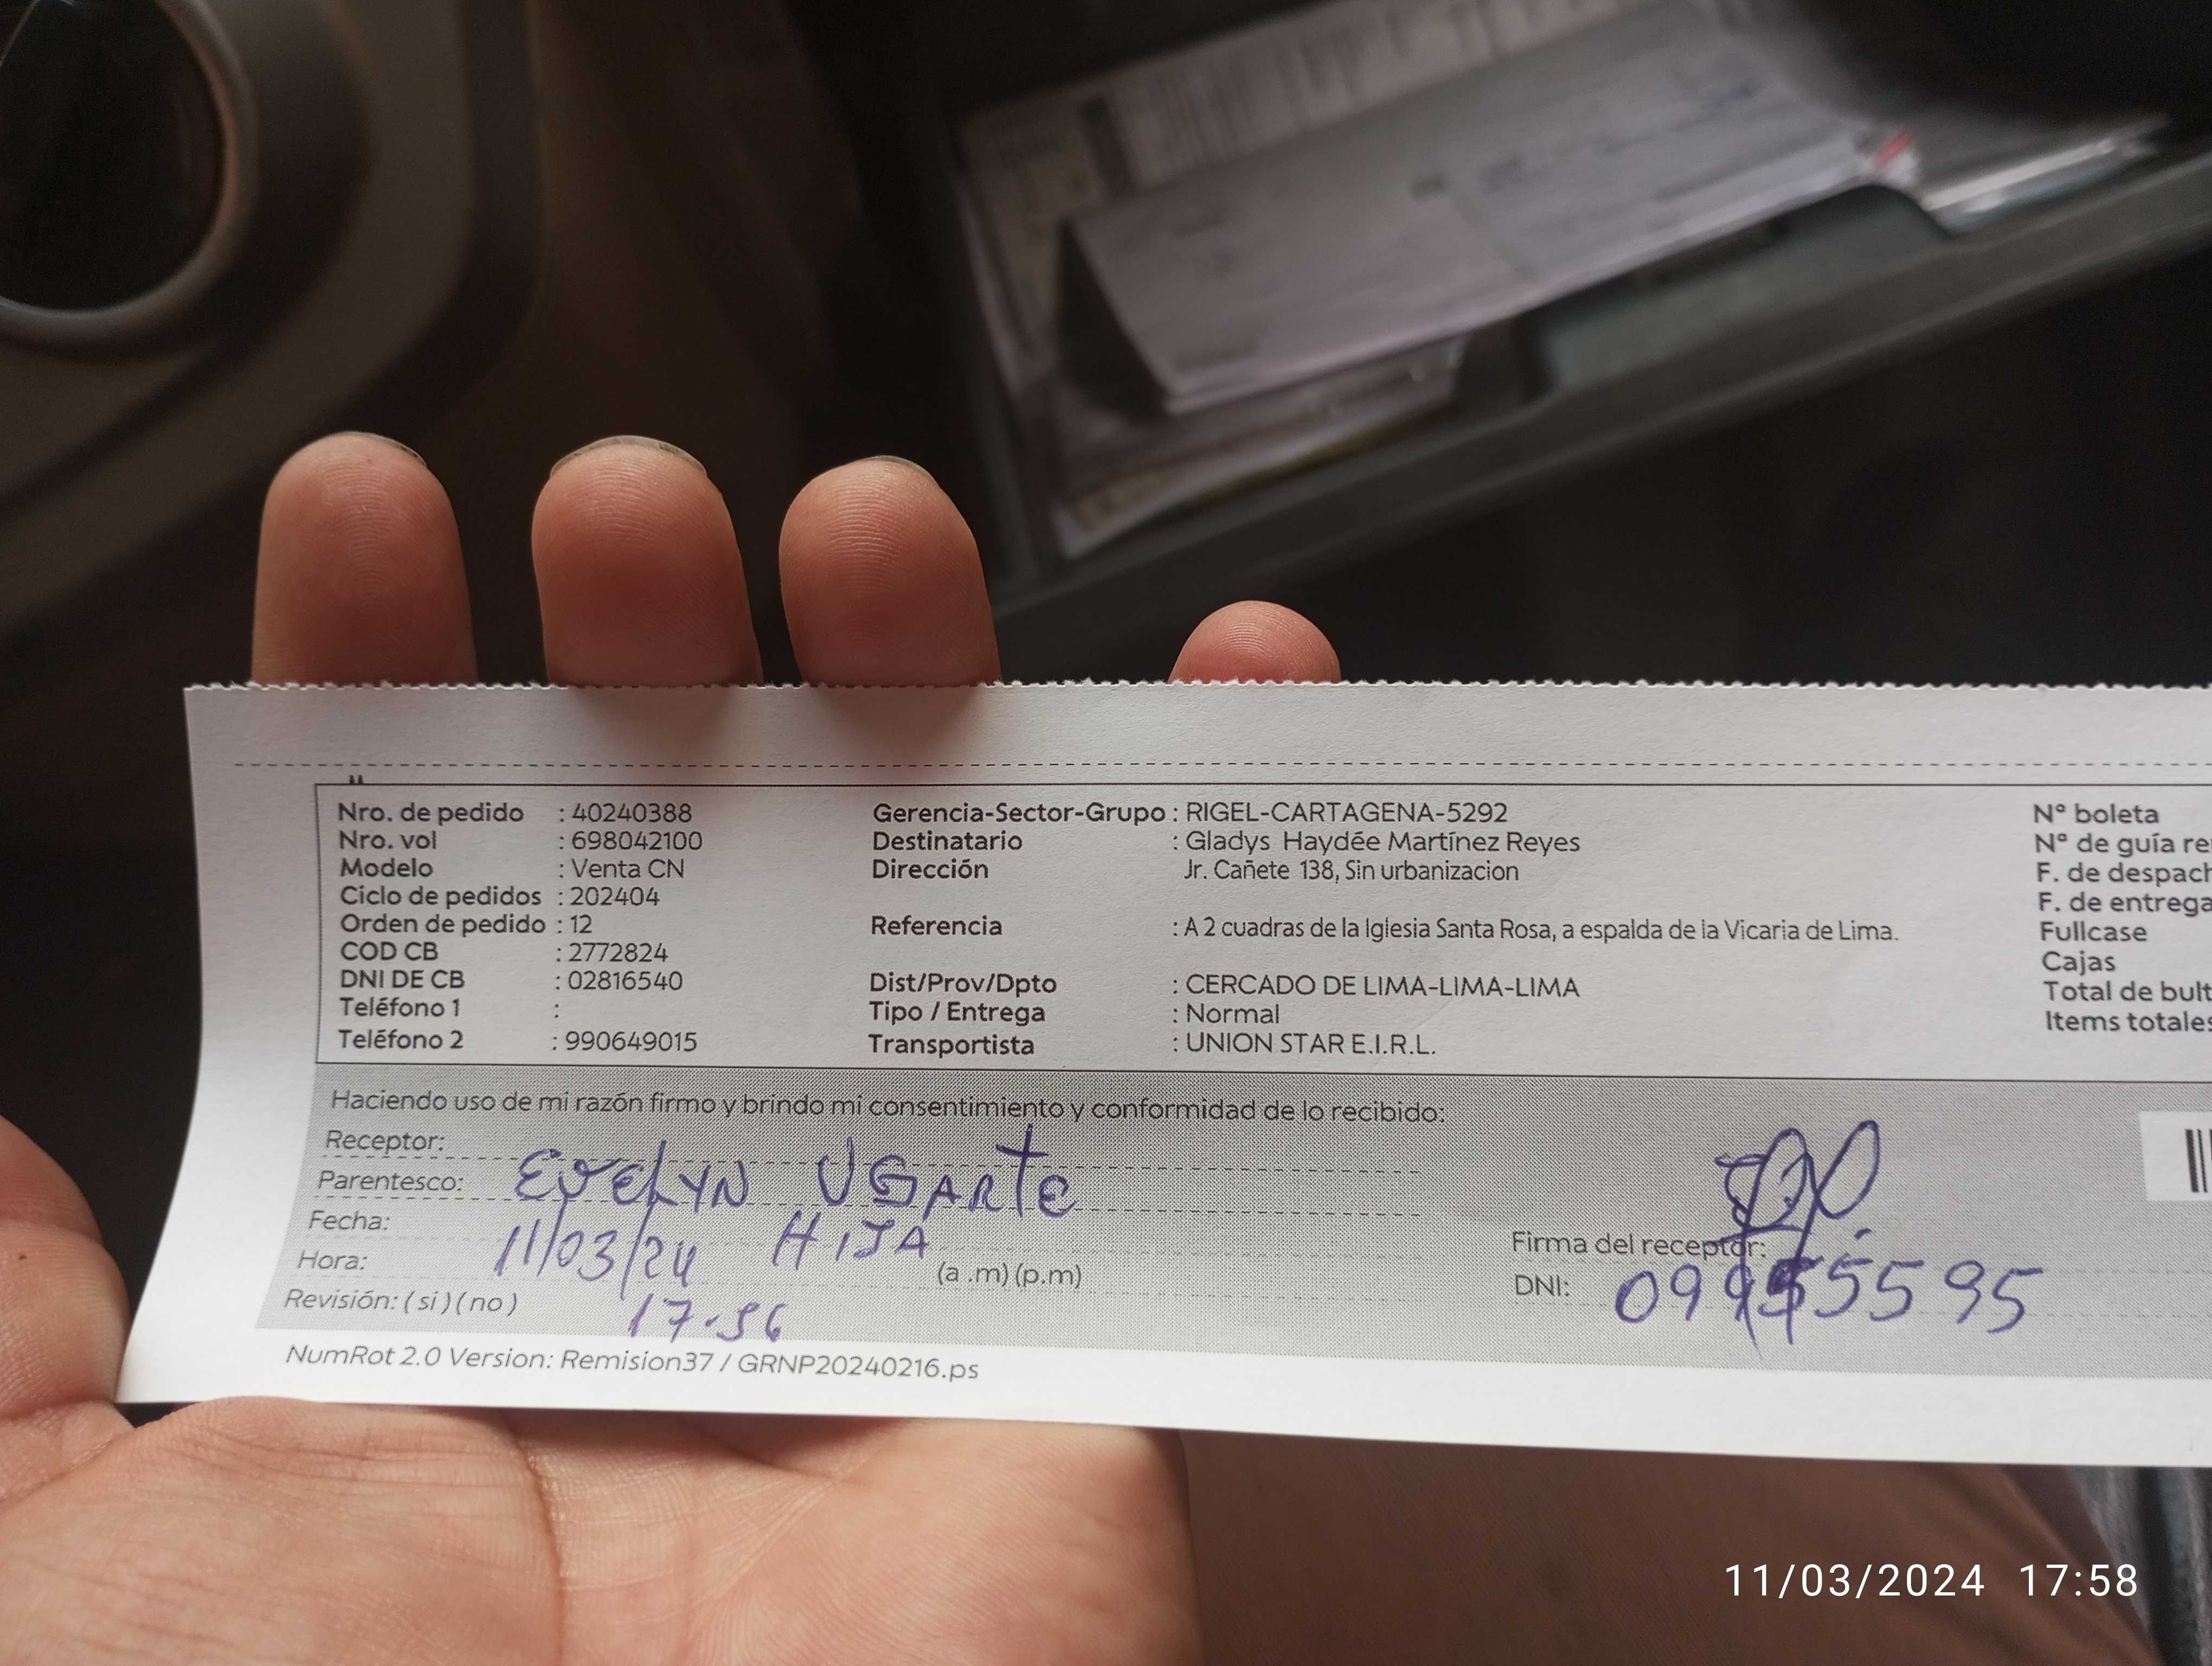 Nro. de pedido : 40240388
Nro. vol : 698042100
Modelo : Venta CN
Ciclo de pedidos : 202404
Orden de pedido : 12
COD CB : 2772824
DNI DE CB : 02816540
Teléfono 1 :
Teléfono 2 : 990649015
Gerencia-Sector-Grupo : RIGEL-CARTAGENA-5292
Destinatario : Gladys Haydée Martínez Reyes
Dirección Jr. Cañete 138, Sin urbanizacion
Referencia : A 2 cuadras de la Iglesia Santa Rosa, a espalda de la Vicaria de Lima.
Dist/Prov/Dpto : CERCADO DE LIMA-LIMA-LIMA
Tipo / Entrega : Normal
Transportista : UNION STAR E.I.R.L.
N° boleta
N° de guía re
F. de despach
F. de entrega
Fullcase
Cajas
Total de bult
Items totales
Haciendo uso de mi razón firmo y brindo mi consentimiento y conformidad de lo recibido:
Receptor:
Parentesco: EVELYN UGARTE
Fecha: 11/03/24 HIJA
Hora: (a .m) (p.m)
Revisión: ( si ) ( no ) 17-56
Firma del receptor:
DNI:
NumRot 2.0 Version: Remision37 / GRNP20240216.ps
11/03/2024 17:58